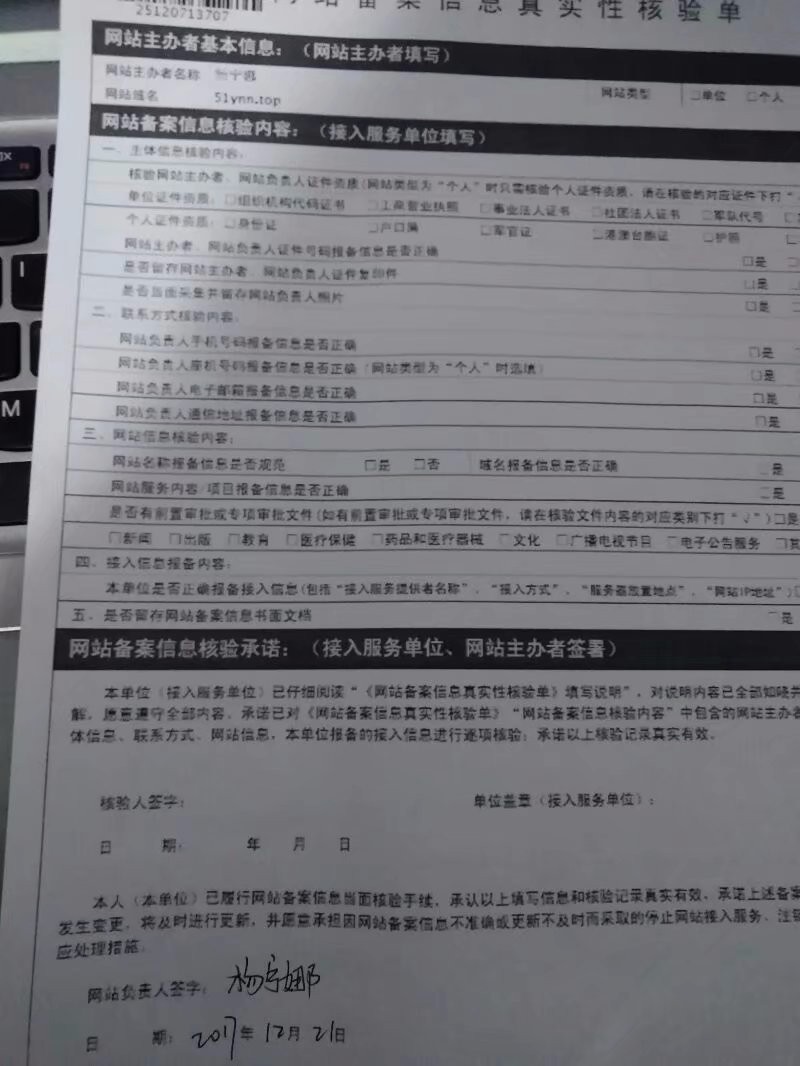 25120713707
网站备案信息真实性核验单
网站主办者基本信息：（网站主办者填写）
网站主办者名称
网站域名 51ynn.top 网站类型 □单位 □个人
网站备案信息核验内容：（接入服务单位填写）
一、主体信息核验内容：
核验网站主办者、网站负责人证件资质(网站类型为“个人”时只需核验个人证件资质，请在核验的对应证件下打“
单位证件资质：□组织机构代码证书 □工商营业执照 □事业法人证书 □社团法人证书 □军队代号
个人证件资质：□身份证 □户口簿 □军官证 □港澳台胞证 □护照
网站主办者、网站负责人证件号码报备信息是否正确 □是
是否留存网站主办者、网站负责人证件复印件 □是
是否当面采集并留存网站负责人照片 □是
二、联系方式核验内容：
网站负责人手机号码报备信息是否正确 □是
网站负责人座机号码报备信息是否正确（网站类型为“个人”时选填） □是
网站负责人电子邮箱报备信息是否正确 □是
网站负责人通信地址报备信息是否正确 □是
三、网站信息核验内容：
网站名称报备信息是否规范 □是 □否 域名报备信息是否正确 □是
网站服务内容/项目报备信息是否正确 □是
是否有前置审批或专项审批文件(如有前置审批或专项审批文件，请在核验文件内容的对应类别下打“√”)□是
□新闻 □出版 □教育 □医疗保健 □药品和医疗器械 □文化 □广播电视节目 □电子公告服务 □其
四、接入信息报备内容：
本单位是否正确报备接入信息(包括“接入服务提供者名称”、“接入方式”、“服务器放置地点”、“网站IP地址”)□
五、是否留存网站备案信息书面文档 □是
网站备案信息核验承诺：（接入服务单位、网站主办者签署）
本单位（接入服务单位）已仔细阅读“《网站备案信息真实性核验单》填写说明”，对说明内容已全部知晓并
解，愿意遵守全部内容。承诺已对《网站备案信息真实性核验单》“网站备案信息核验内容”中包含的网站主办者
体信息、联系方式、网站信息，本单位报备的接入信息进行逐项核验；承诺以上核验记录真实有效。
核验人签字： 单位盖章（接入服务单位）：
日 期： 年 月 日
本人（本单位）已履行网站备案信息当面核验手续，承认以上填写信息和核验记录真实有效，承诺上述备案
发生变更，将及时进行更新，并愿意承担因网站备案信息不准确或更新不及时而采取的停止网站接入服务、注销
应处理措施。
网站负责人签字： 杨宇娜
日 期： 2017年12月21日